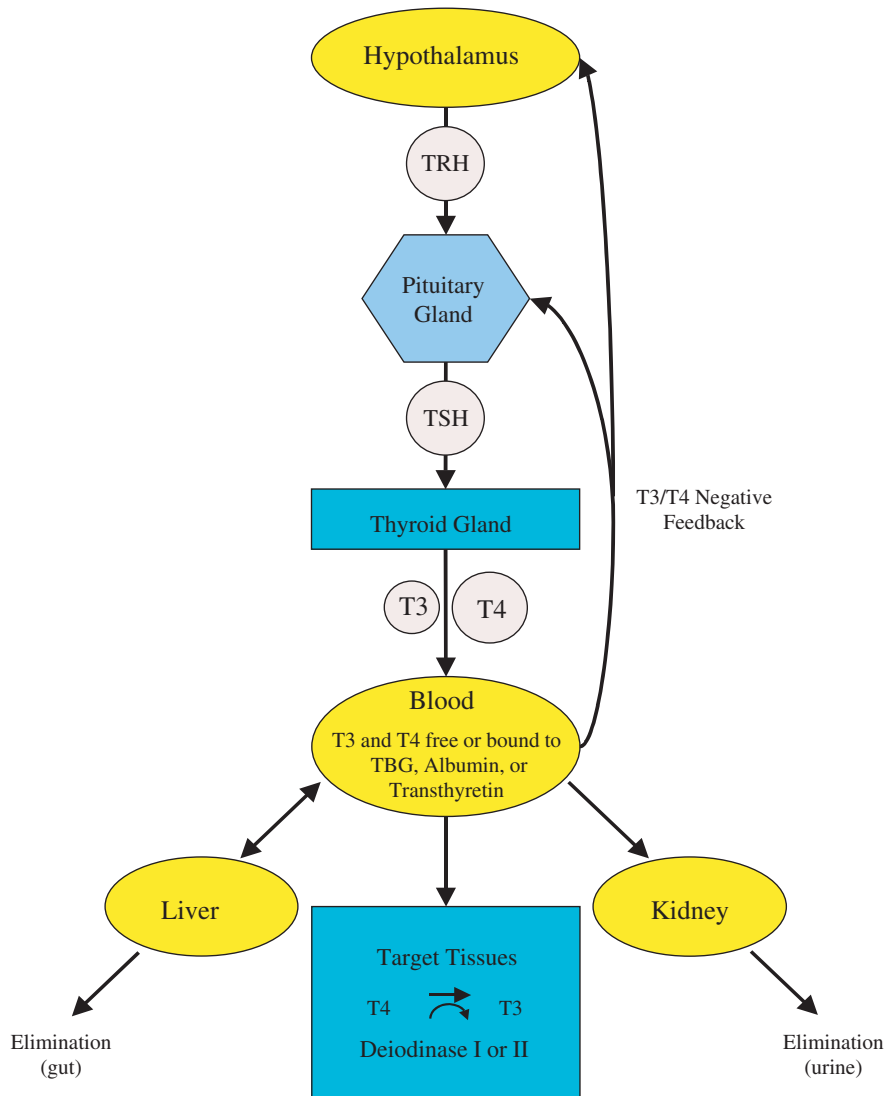 Hypothalamus
TRH
Pituitary
Gland
TSH
Thyroid Gland
T3/T4 Negative
Feedback
T3
T4
Blood
T3 and T4 free or bound to
TBG, Albumin, or
Transthyretin
Liver
Kidney
Target Tissues
T4 T3
Deiodinase I or II
Elimination
(gut)
Elimination
(urine)